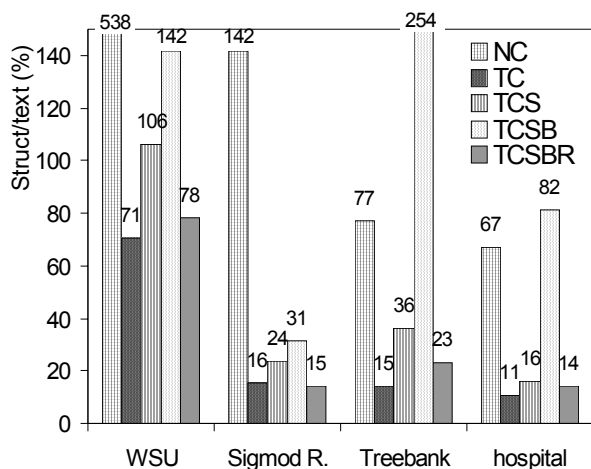 538
142
142
254
140
120
100
80
60
40
20
0
Struct/text (%)
71
106
78
16
24
31
15
77
15
36
23
67
11
16
82
14
NC
TC
TCS
TCSB
TCSBR
WSU
Sigmod R.
Treebank
hospital